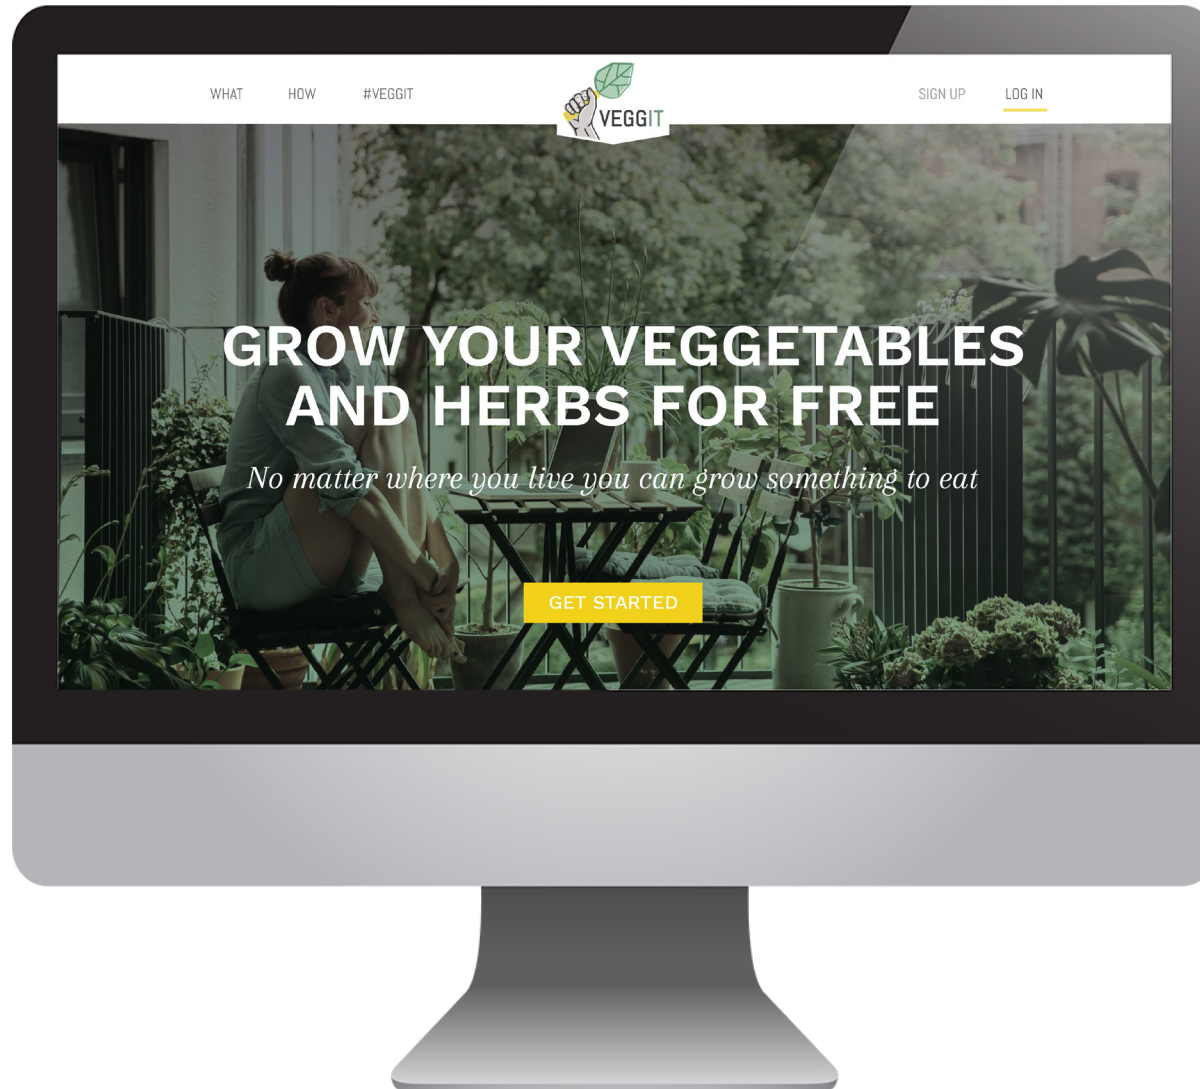 WHAT HOW #VEGGIT
VEGGIT
SIGN UP LOG IN
GROW YOUR VEGGETABLES
AND HERBS FOR FREE
No matter where you live you can grow something to eat
GET STARTED